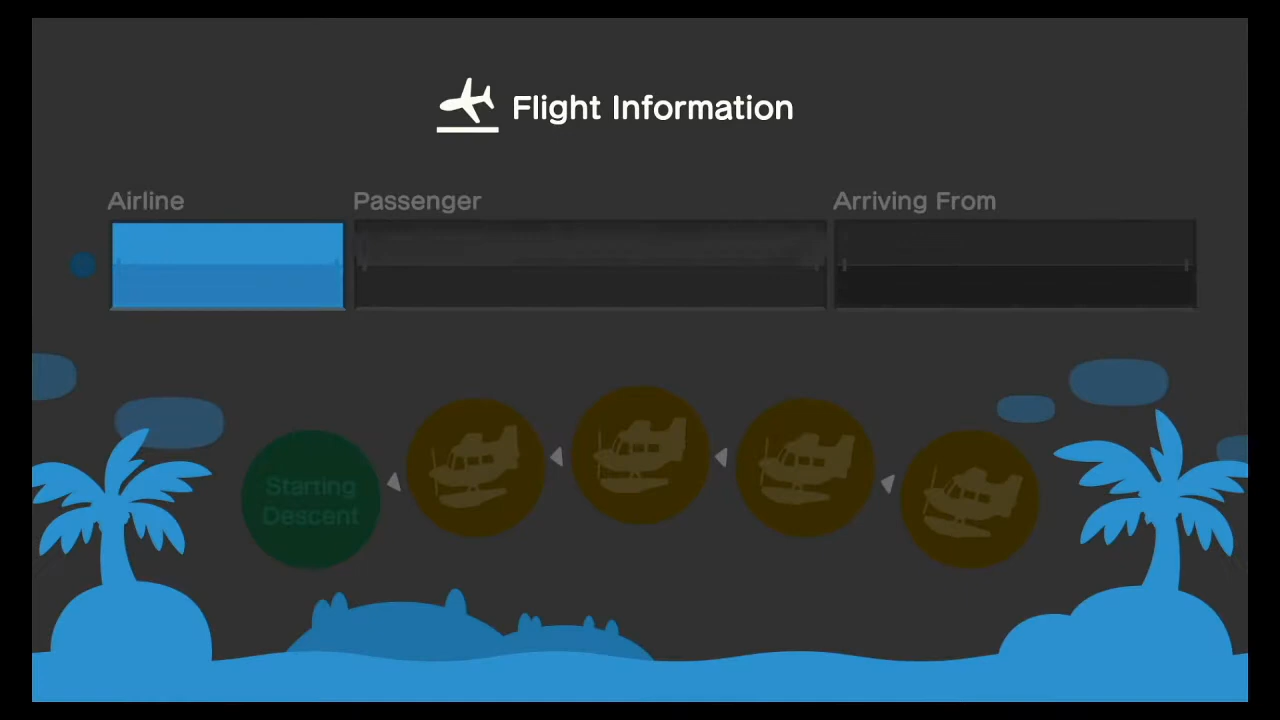 Flight Information
Airline
Passenger
Arriving From
Starting
Descent